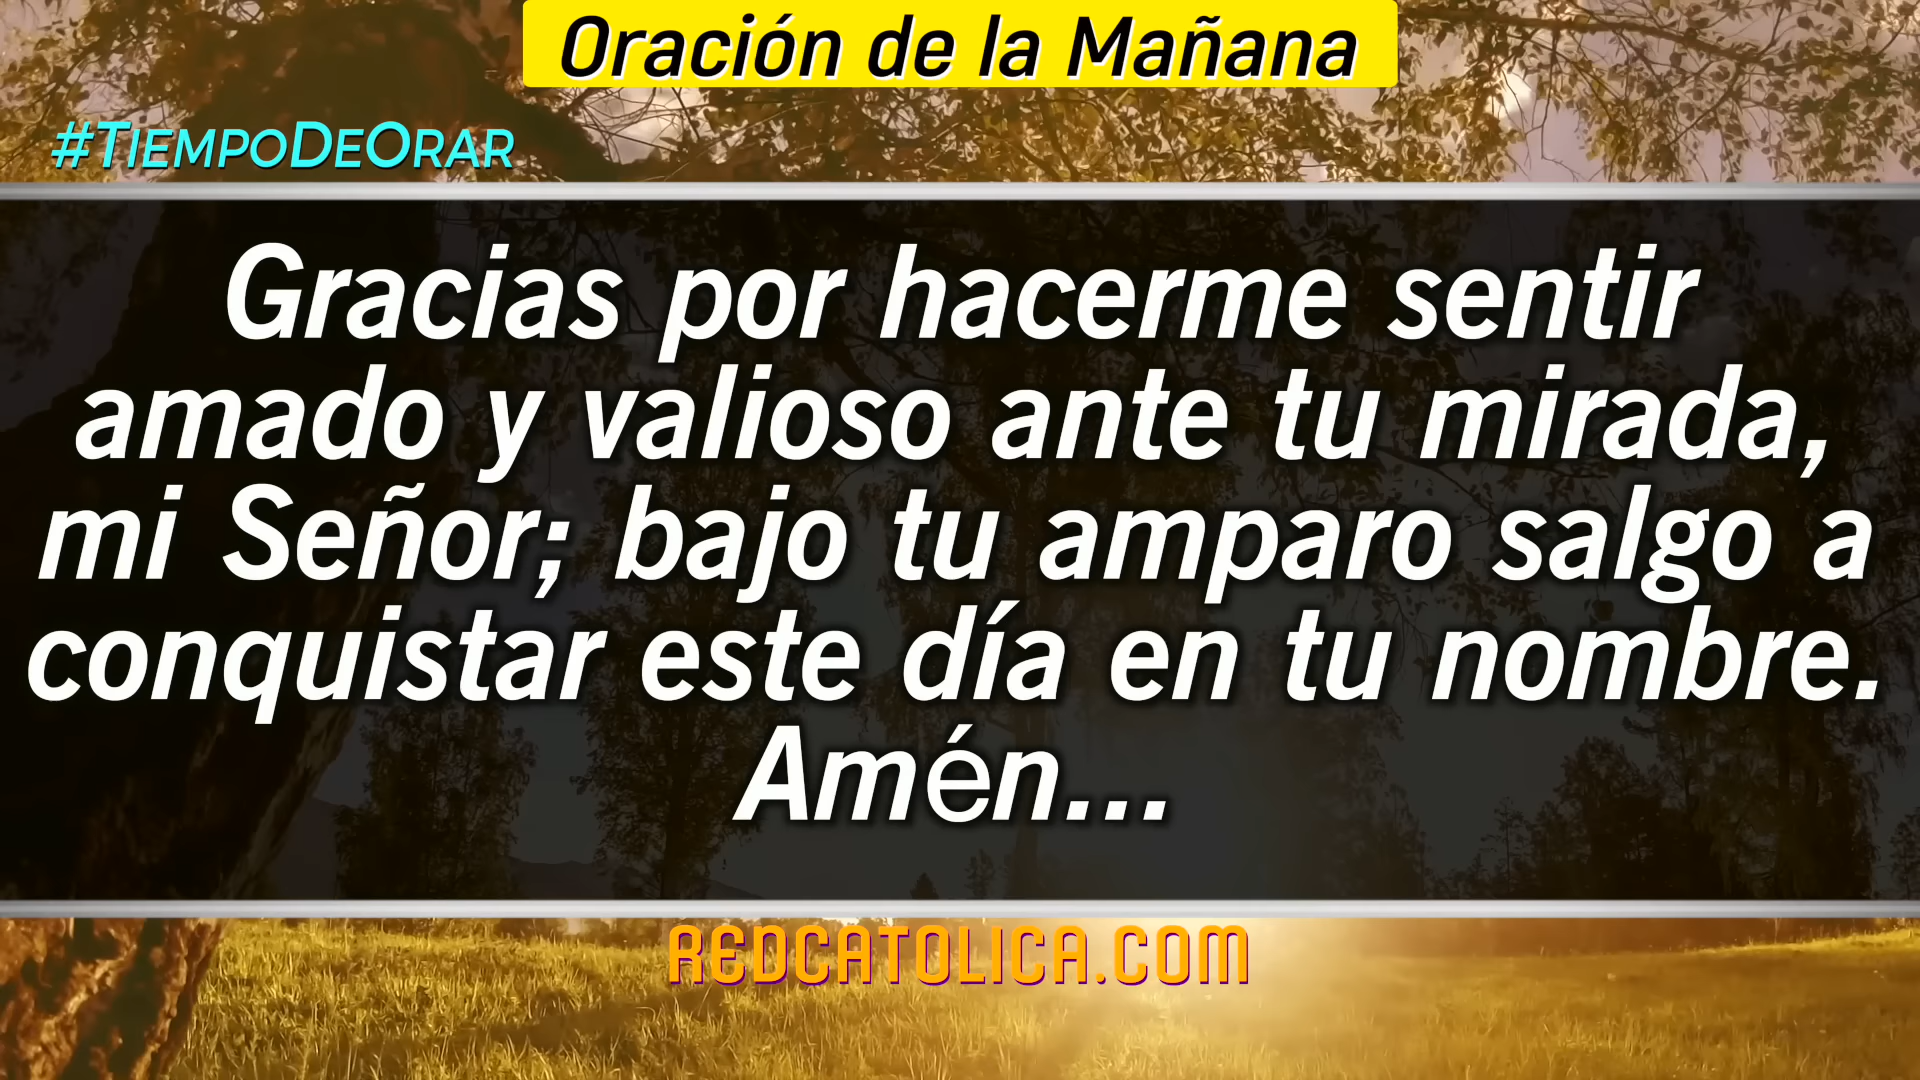 Oración de la Mañana
#TiempoDeOrar
Gracias por hacerme sentir
amado y valioso ante tu mirada,
mi Señor; bajo tu amparo salgo a
conquistar este día en tu nombre.
Amén...
REDCATOLICA.COM